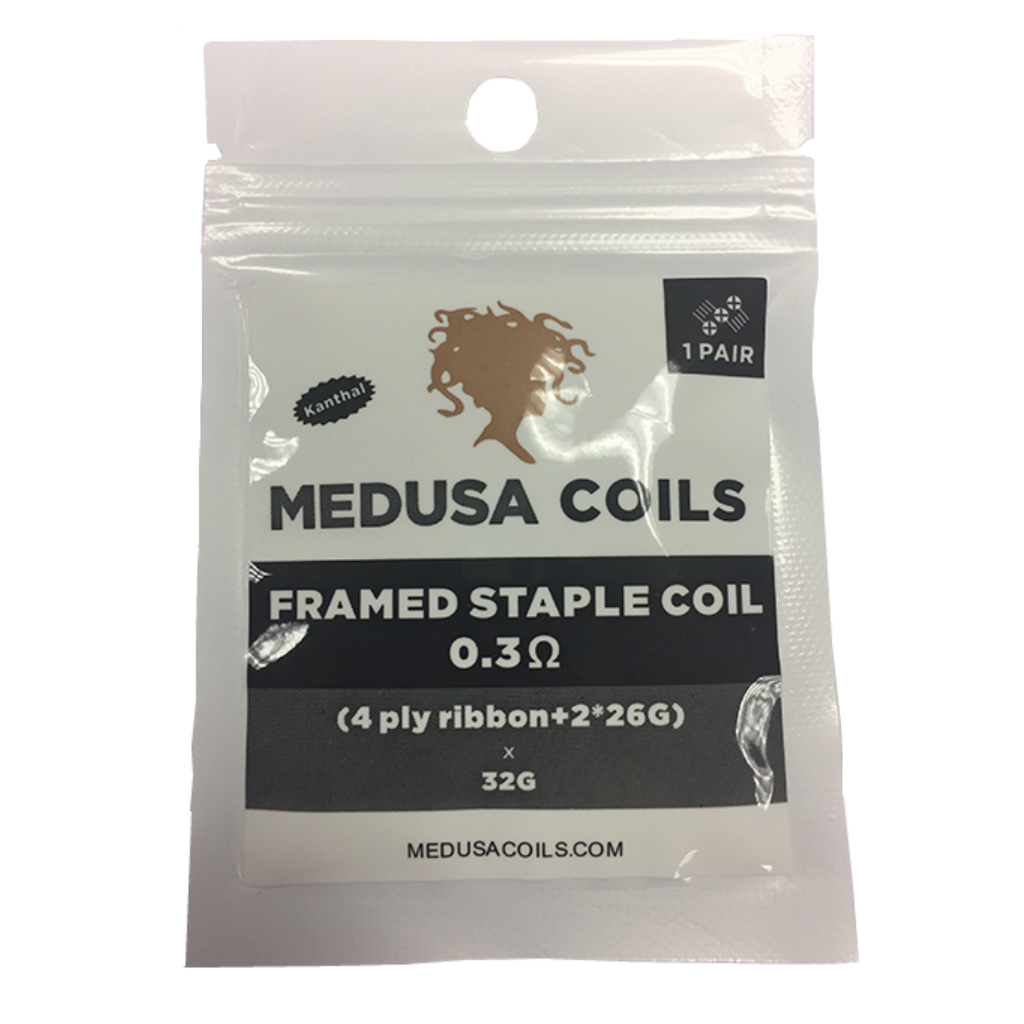 1 PAIR
Kanthal
MEDUSA COILS
FRAMED STAPLE COIL
0.3Ω
(4 ply ribbon+2*26G)
x
32G
MEDUSACOILS.COM